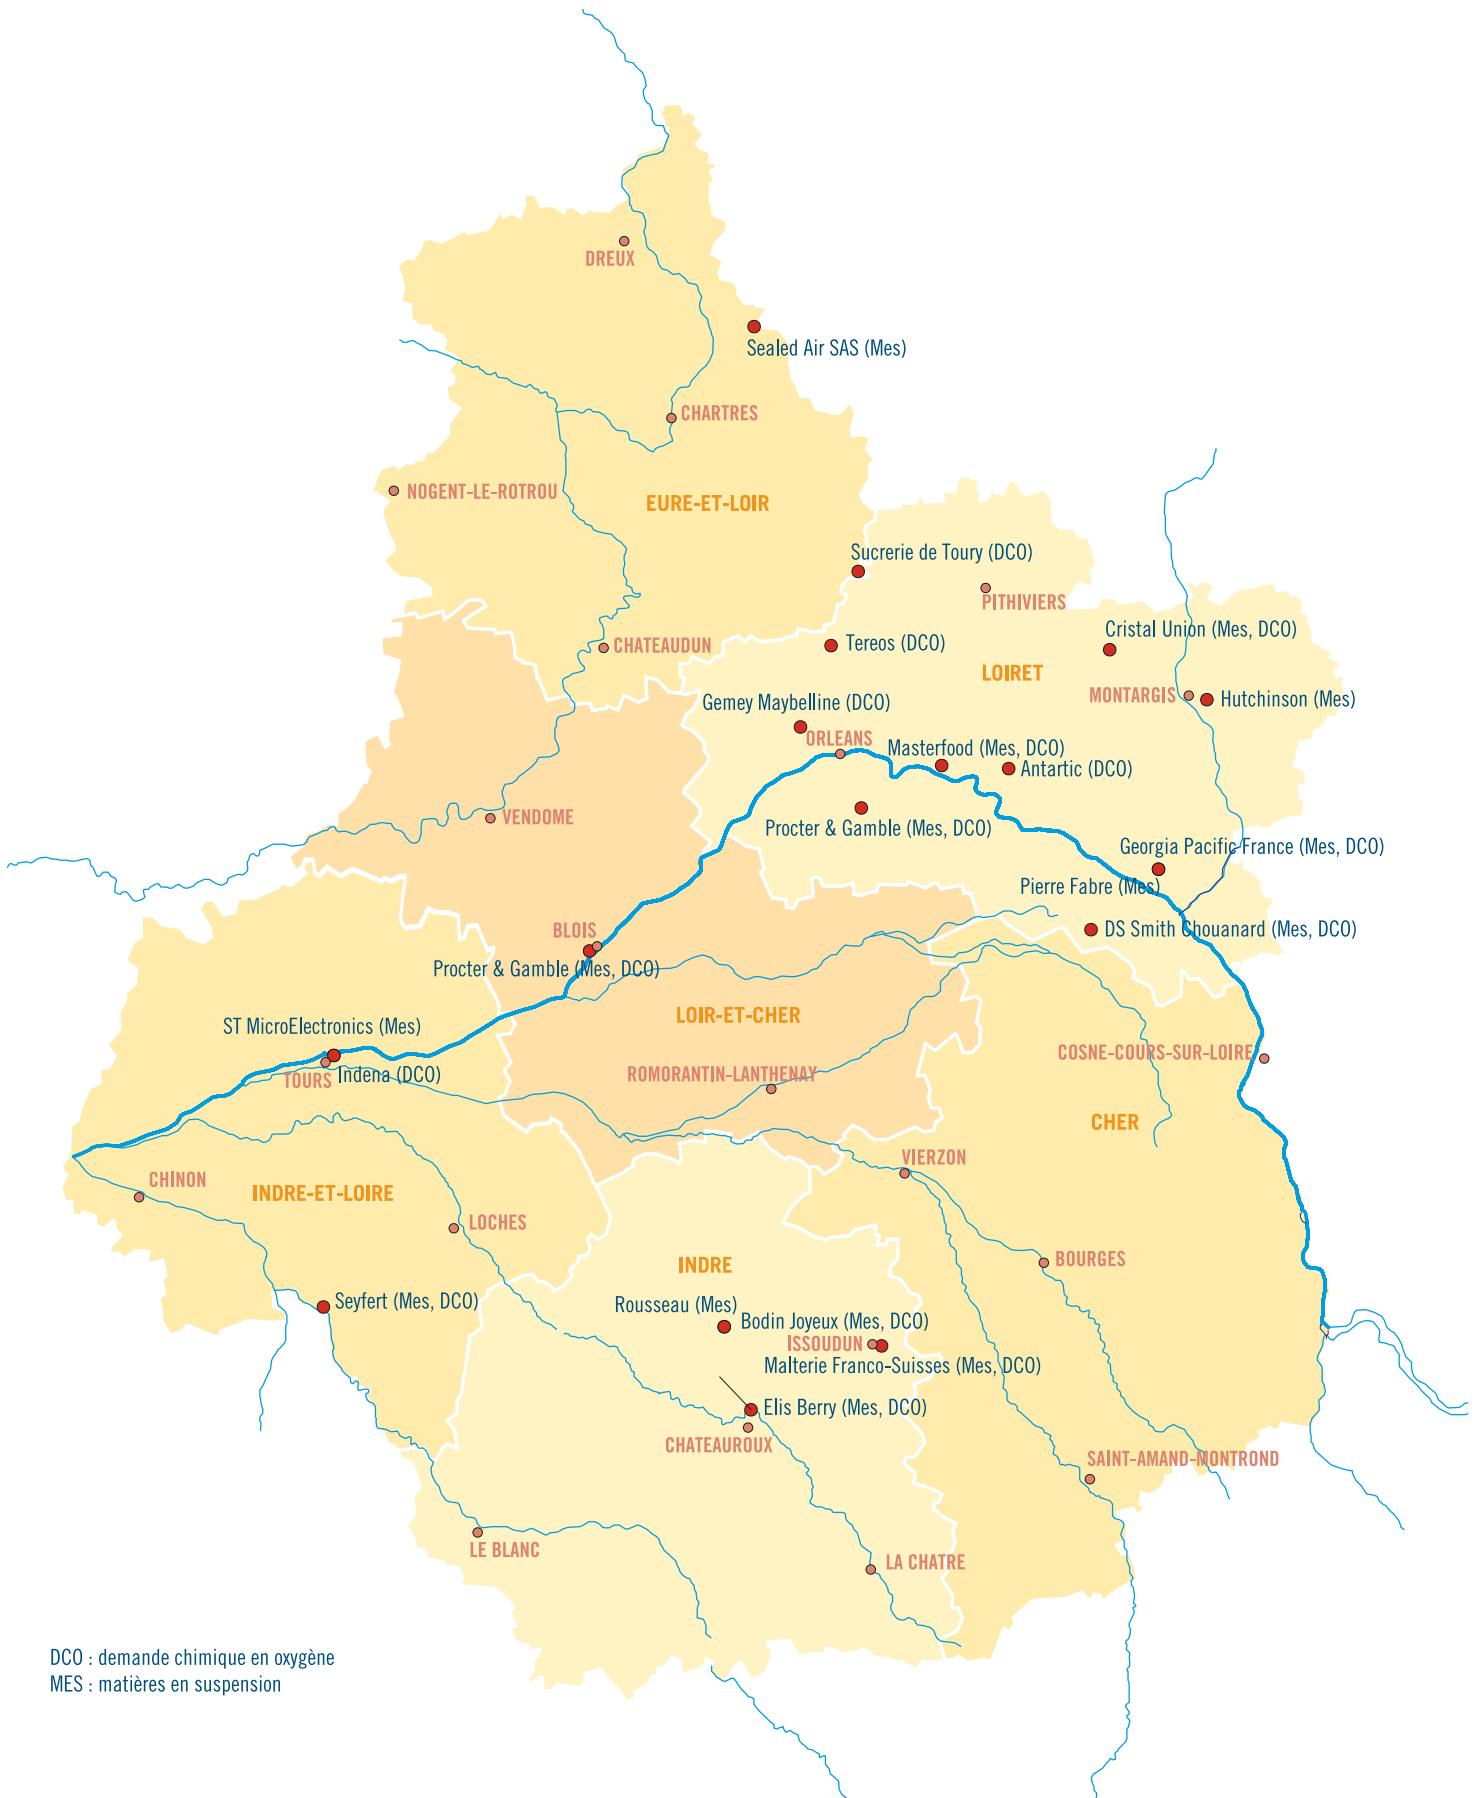 DREUX
Sealed Air SAS (Mes)
CHARTRES
NOGENT-LE-ROTROU
EURE-ET-LOIR
Sucrerie de Toury (DCO)
PITHIVIERS
Cristal Union (Mes, DCO)
CHATEAUDUN
Tereos (DCO)
LOIRET
MONTARGIS
Hutchinson (Mes)
Gemey Maybelline (DCO)
ORLEANS
Masterfood (Mes, DCO)
Antartic (DCO)
VENDOME
Procter & Gamble (Mes, DCO)
Georgia Pacific France (Mes, DCO)
Pierre Fabre (Mes)
BLOIS
DS Smith Chouanard (Mes, DCO)
Procter & Gamble (Mes, DCO)
LOIR-ET-CHER
ST MicroElectronics (Mes)
COSNE-COURS-SUR-LOIRE
TOURS
Indena (DCO)
ROMORANTIN-LANTHENAY
CHER
VIERZON
CHINON
INDRE-ET-LOIRE
LOCHES
INDRE
BOURGES
Seyfert (Mes, DCO)
Rousseau (Mes)
Bodin Joyeux (Mes, DCO)
ISSOUDUN
Malterie Franco-Suisses (Mes, DCO)
Elis Berry (Mes, DCO)
CHATEAUROUX
SAINT-AMAND-MONTROND
LE BLANC
LA CHATRE
DCO : demande chimique en oxygène
MES : matières en suspension